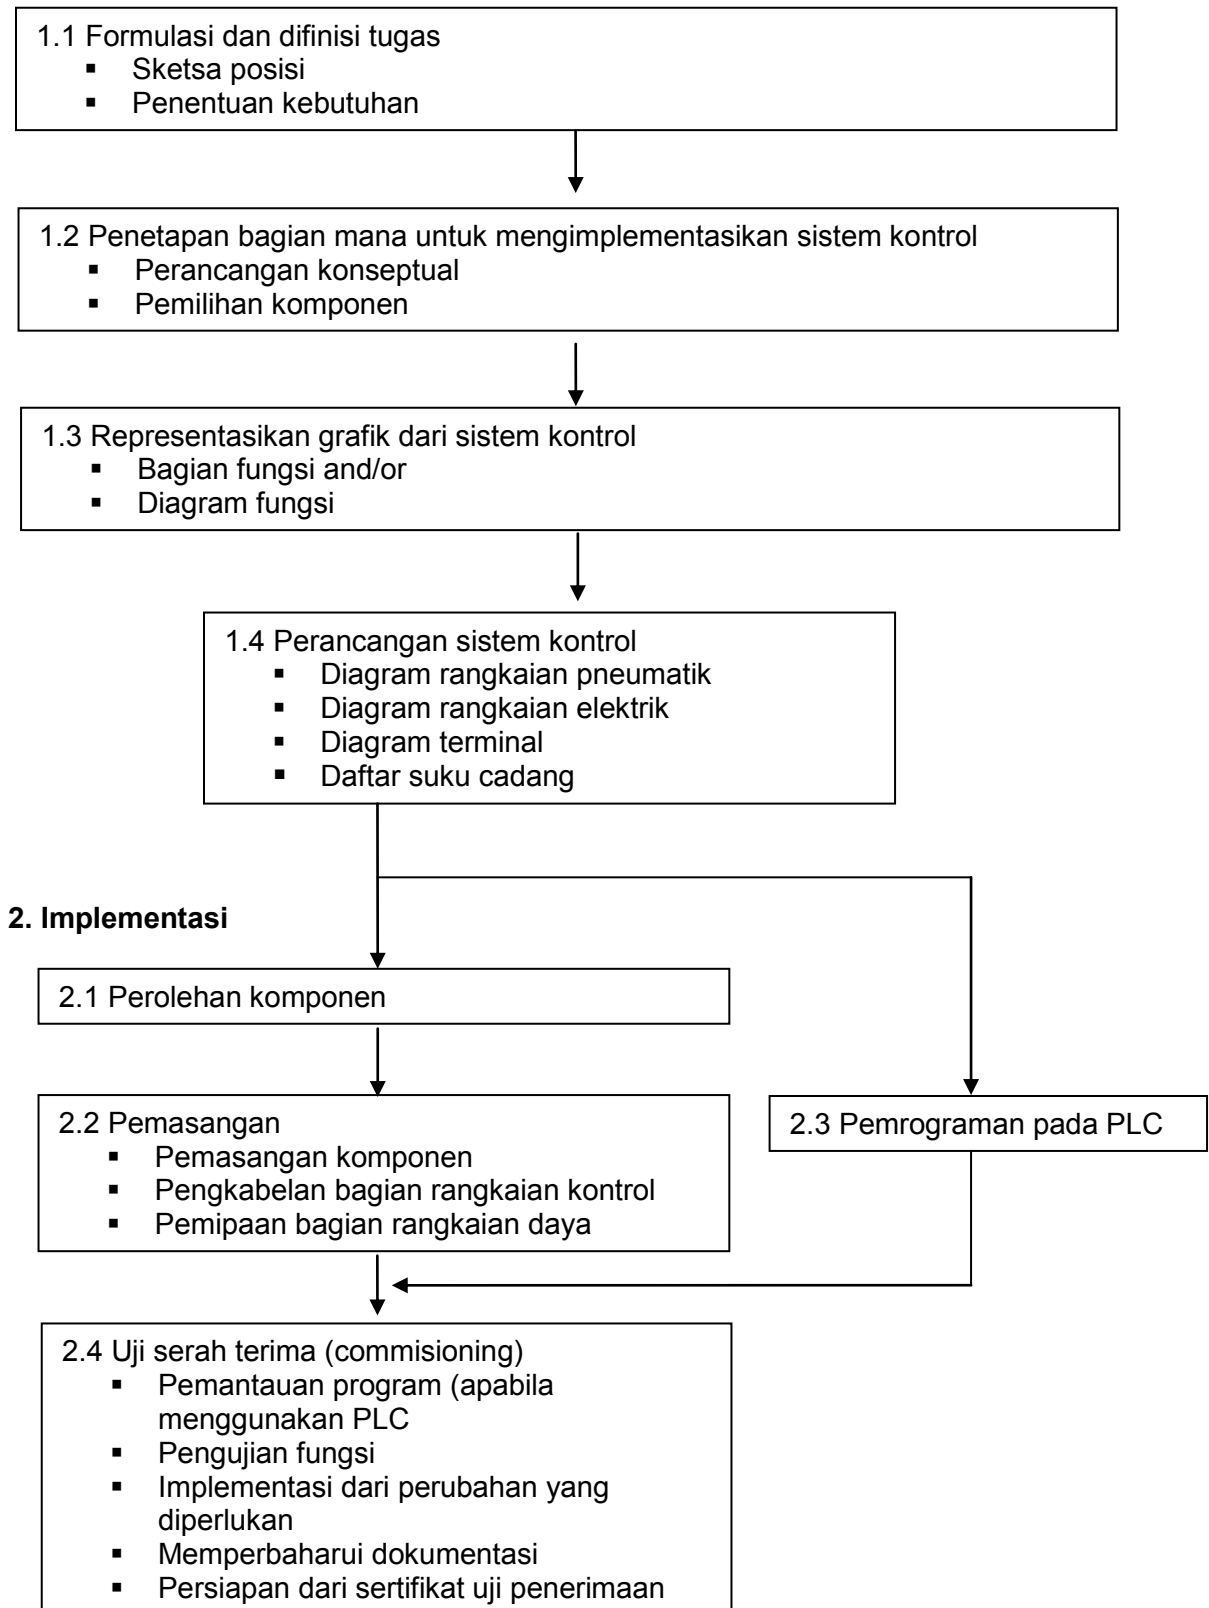 1.1 Formulasi dan difinisi tugas
▪ Sketsa posisi
▪ Penentuan kebutuhan
1.2 Penetapan bagian mana untuk mengimplementasikan sistem kontrol
▪ Perancangan konseptual
▪ Pemilihan komponen
1.3 Representasikan grafik dari sistem kontrol
▪ Bagian fungsi and/or
▪ Diagram fungsi
1.4 Perancangan sistem kontrol
▪ Diagram rangkaian pneumatik
▪ Diagram rangkaian elektrik
▪ Diagram terminal
▪ Daftar suku cadang
2. Implementasi
2.1 Perolehan komponen
2.2 Pemasangan
▪ Pemasangan komponen
▪ Pengkabelan bagian rangkaian kontrol
▪ Pemipaan bagian rangkaian daya
2.3 Pemrograman pada PLC
2.4 Uji serah terima (commisioning)
▪ Pemantauan program (apabila
menggunakan PLC
▪ Pengujian fungsi
▪ Implementasi dari perubahan yang
diperlukan
▪ Memperbaharui dokumentasi
▪ Persiapan dari sertifikat uji penerimaan